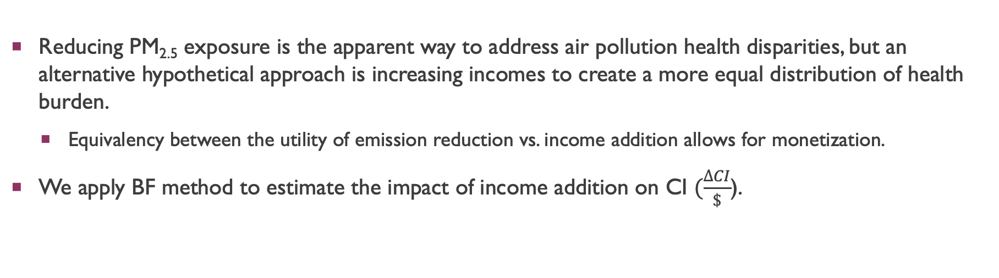 ▪ Reducing PM₂.₅ exposure is the apparent way to address air pollution health disparities, but an
alternative hypothetical approach is increasing incomes to create a more equal distribution of health
burden.
▪ Equivalency between the utility of emission reduction vs. income addition allows for monetization.
▪ We apply BF method to estimate the impact of income addition on CI (ΔCI/$).